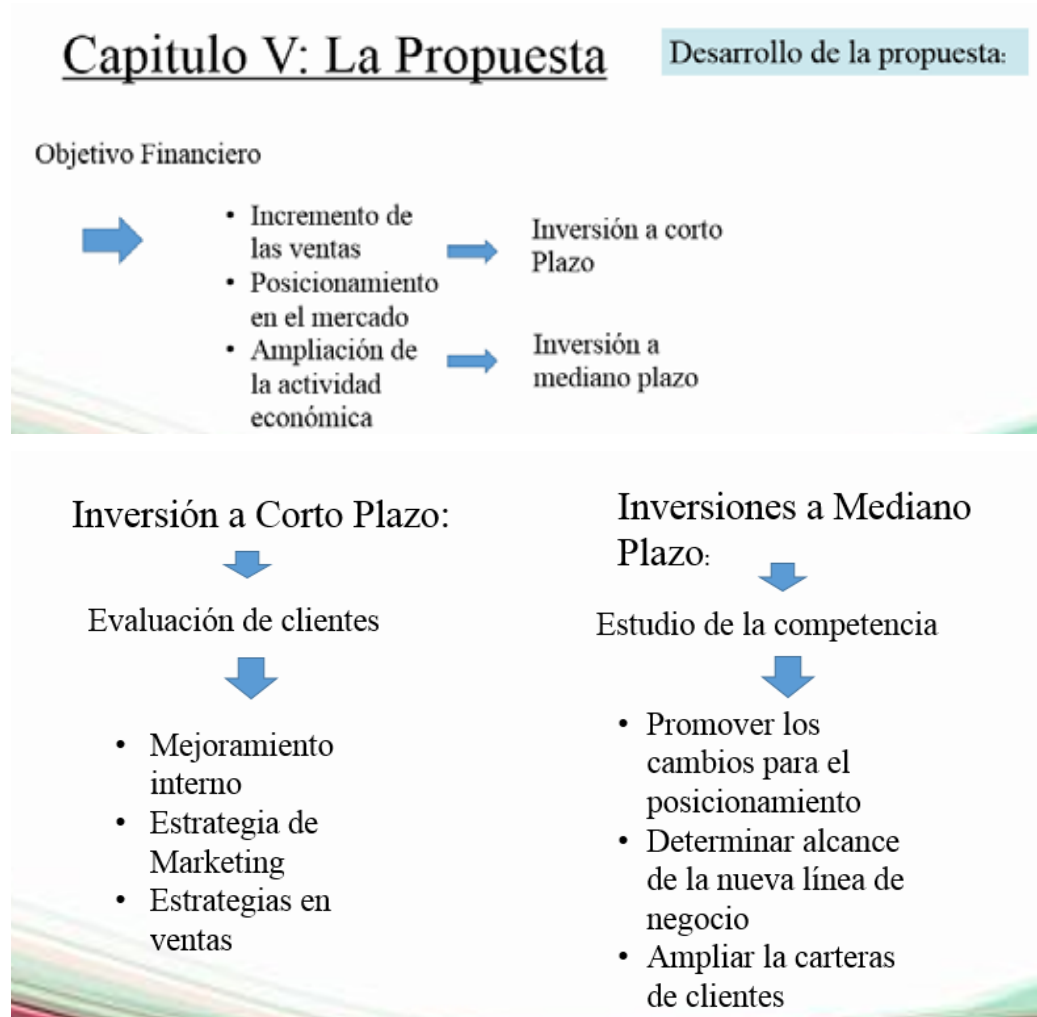 Capitulo V: La Propuesta
Desarrollo de la propuesta:
Objetivo Financiero
• Incremento de
las ventas
• Posicionamiento
en el mercado
• Ampliación de
la actividad
económica
Inversión a corto
Plazo
Inversión a
mediano plazo
Inversión a Corto Plazo:
Evaluación de clientes
• Mejoramiento
interno
• Estrategia de
Marketing
• Estrategias en
ventas
Inversiones a Mediano
Plazo:
Estudio de la competencia
• Promover los
cambios para el
posicionamiento
• Determinar alcance
de la nueva línea de
negocio
• Ampliar la carteras
de clientes